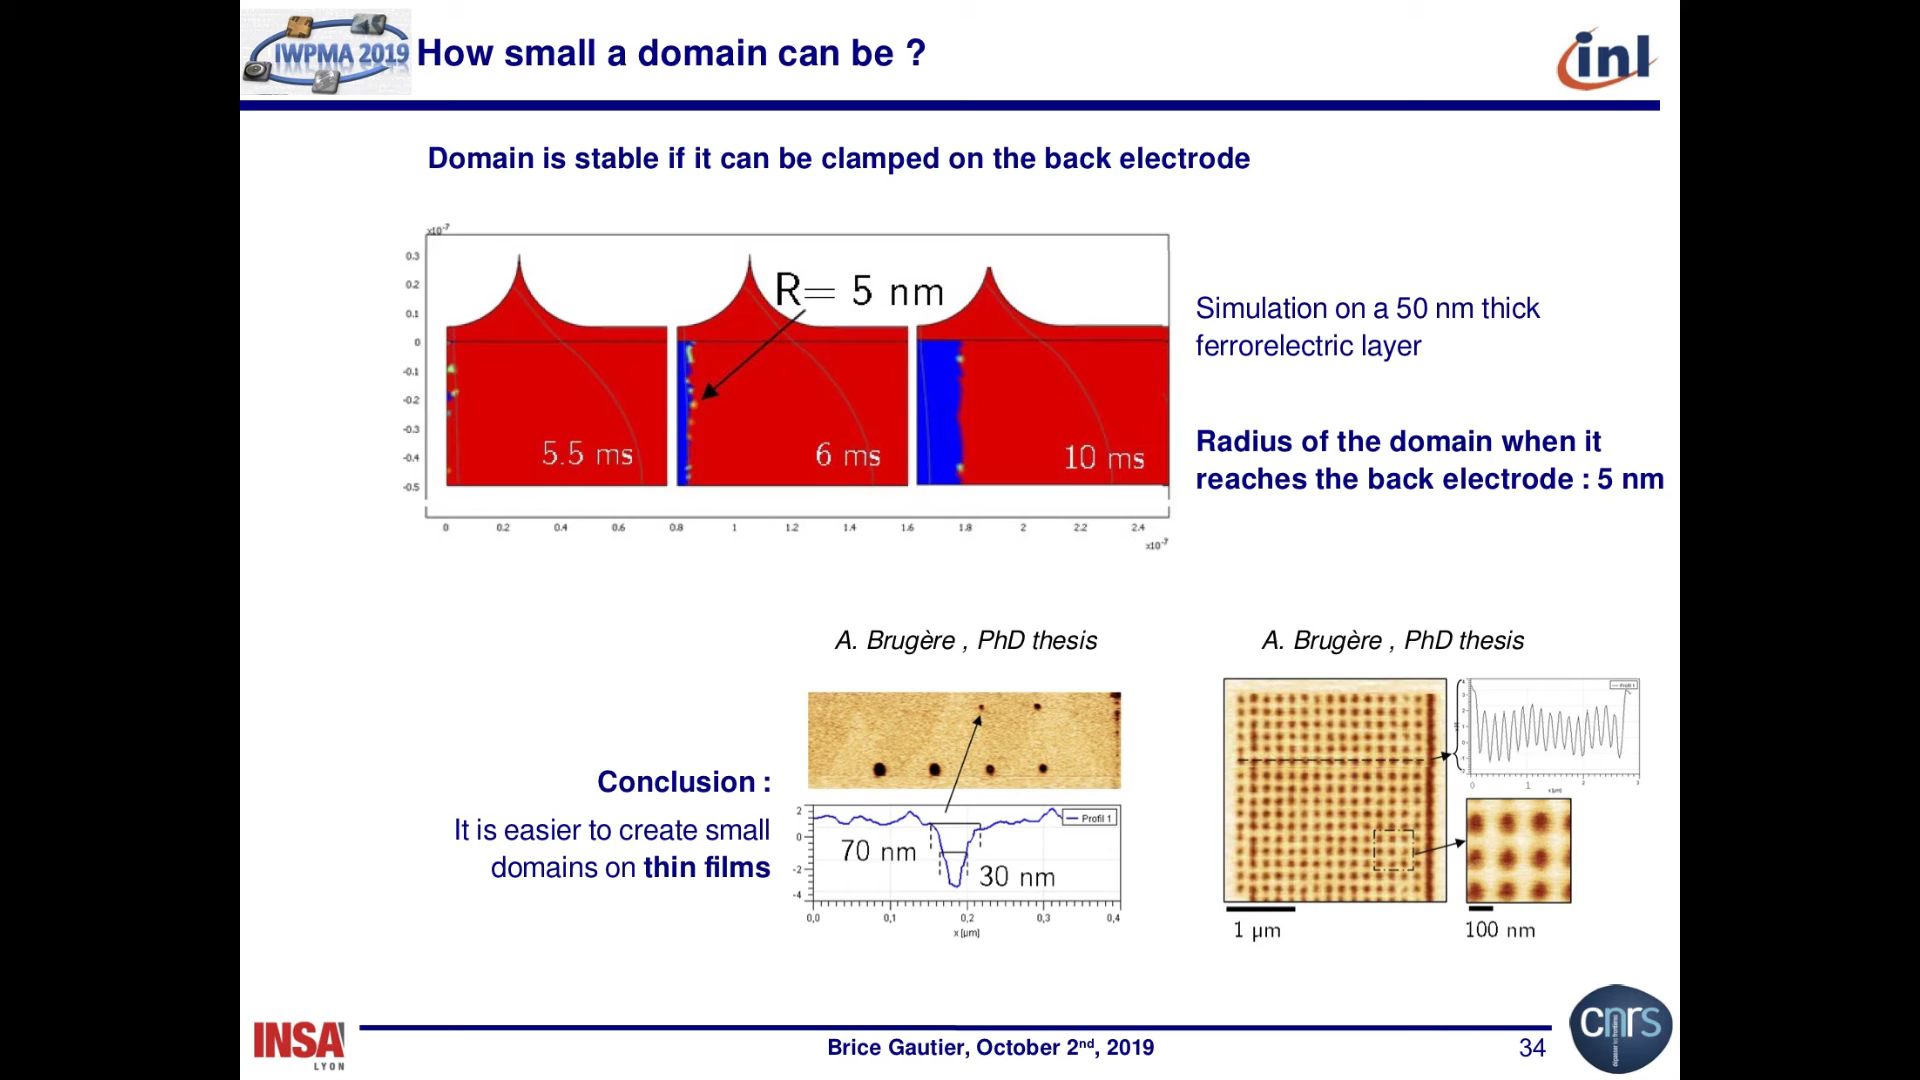 IWPMA 2019
How small a domain can be ?
inl
Domain is stable if it can be clamped on the back electrode
x10-7
0.3
0.2
0.1
0
-0.1
-0.2
-0.3
-0.4
-0.5
R= 5 nm
5.5 ms
6 ms
10 ms
0 0.2 0.4 0.6 0.8 1 1.2 1.4 1.6 1.8 2 2.2 2.4
x10-7
Simulation on a 50 nm thick
ferrorelectric layer
Radius of the domain when it
reaches the back electrode : 5 nm
A. Brugère , PhD thesis
A. Brugère , PhD thesis
Conclusion :
It is easier to create small
domains on thin films
2
0
-2
-4
Profil 1
70 nm
30 nm
0,0 0,1 0,2 0,3 0,4
x [µm]
Profil 1
0 1 2 3
x [µm]
1 µm
100 nm
INSA
LYON
Brice Gautier, October 2nd, 2019
34
cnrs